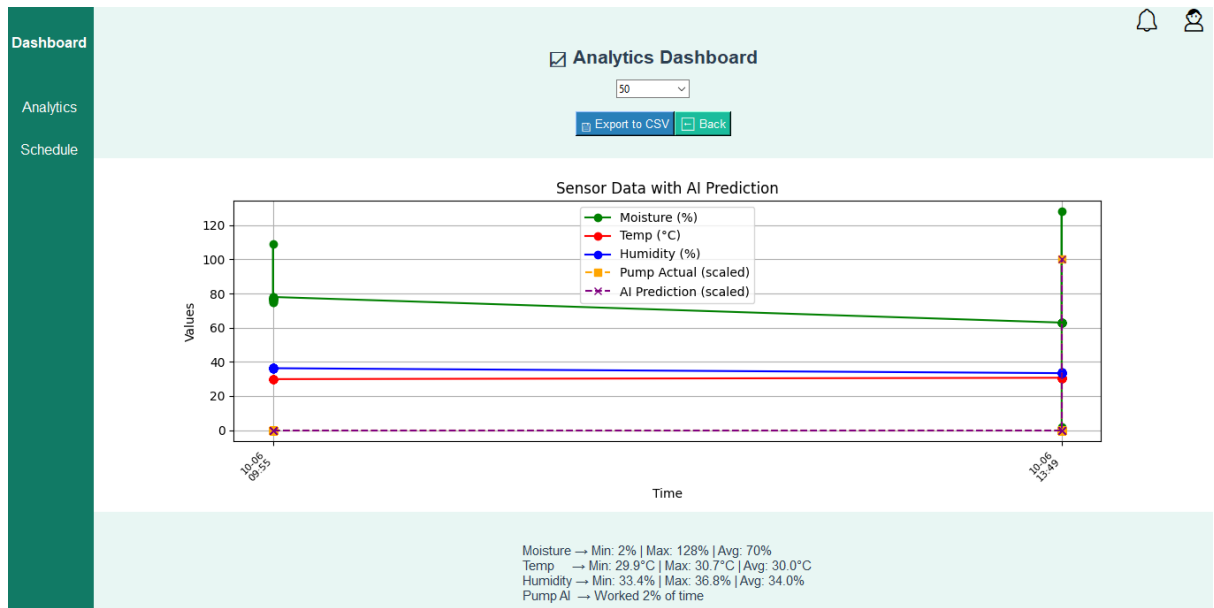 Dashboard
Analytics
Schedule
Analytics Dashboard
50
Export to CSV
Back
Sensor Data with AI Prediction
Moisture (%)
Temp (°C)
Humidity (%)
Pump Actual (scaled)
AI Prediction (scaled)
Values
120
100
80
60
40
20
0
10-06
09:55
10-06
13:49
Time
Moisture → Min: 2% | Max: 128% | Avg: 70%
Temp → Min: 29.9°C | Max: 30.7°C | Avg: 30.0°C
Humidity → Min: 33.4% | Max: 36.8% | Avg: 34.0%
Pump AI → Worked 2% of time